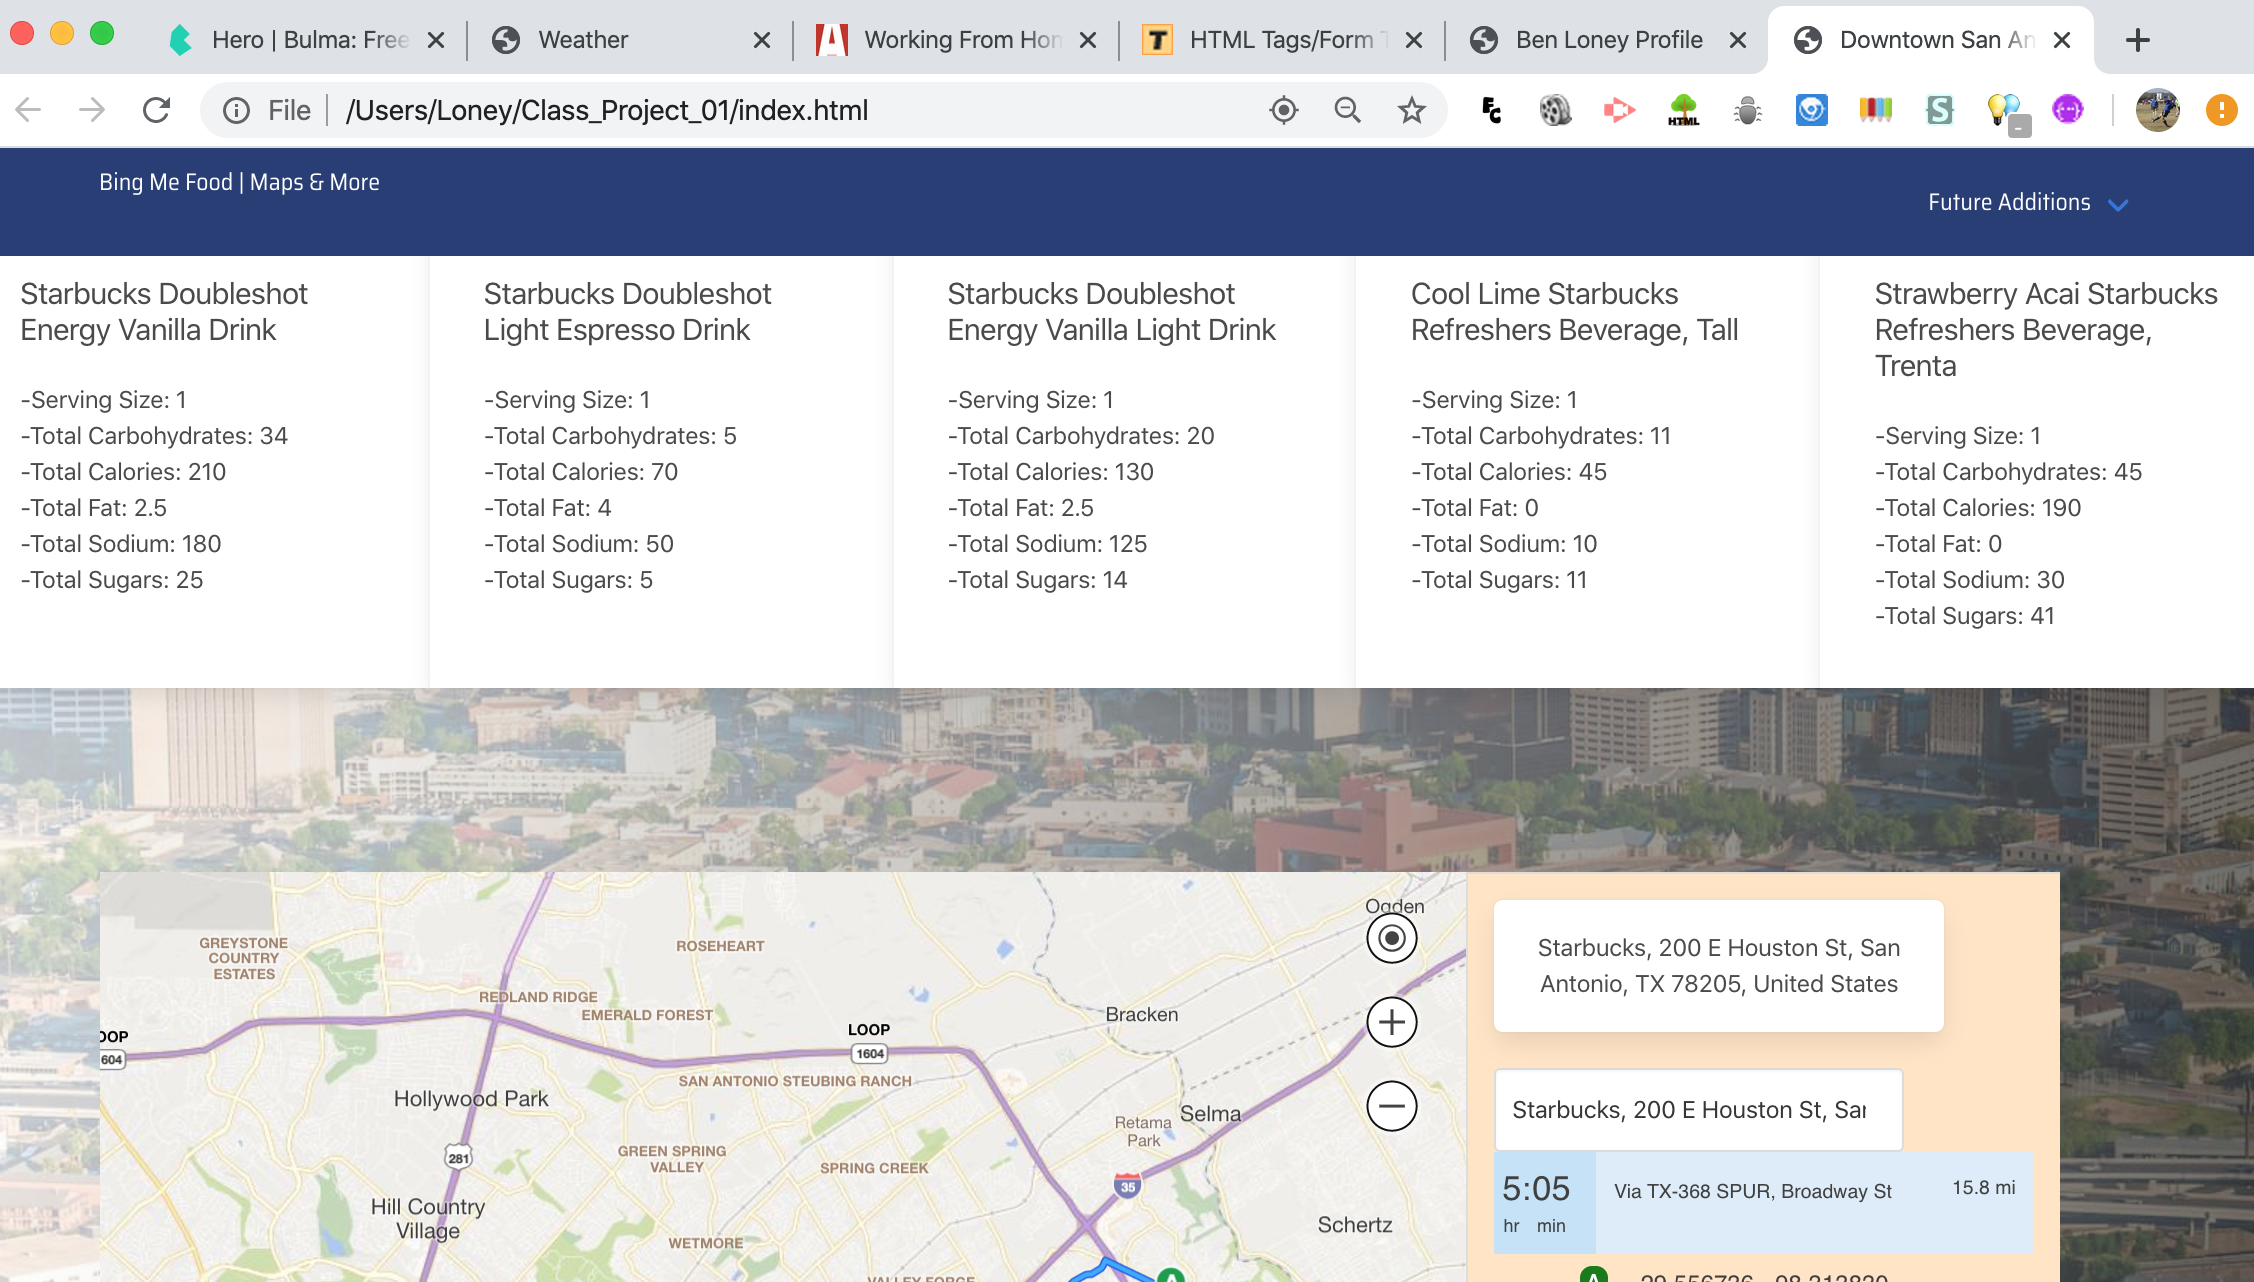 Hero | Bulma: Free
Weather
Working From Hom
HTML Tags/Form T
Ben Loney Profile
Downtown San An
File
/Users/Loney/Class_Project_01/index.html
HTML
Bing Me Food | Maps & More
Future Additions
Starbucks Doubleshot
Energy Vanilla Drink
-Serving Size: 1
-Total Carbohydrates: 34
-Total Calories: 210
-Total Fat: 2.5
-Total Sodium: 180
-Total Sugars: 25
Starbucks Doubleshot
Light Espresso Drink
-Serving Size: 1
-Total Carbohydrates: 5
-Total Calories: 70
-Total Fat: 4
-Total Sodium: 50
-Total Sugars: 5
Starbucks Doubleshot
Energy Vanilla Light Drink
-Serving Size: 1
-Total Carbohydrates: 20
-Total Calories: 130
-Total Fat: 2.5
-Total Sodium: 125
-Total Sugars: 14
Cool Lime Starbucks
Refreshers Beverage, Tall
-Serving Size: 1
-Total Carbohydrates: 11
-Total Calories: 45
-Total Fat: 0
-Total Sodium: 10
-Total Sugars: 11
Strawberry Acai Starbucks
Refreshers Beverage,
Trenta
-Serving Size: 1
-Total Carbohydrates: 45
-Total Calories: 190
-Total Fat: 0
-Total Sodium: 30
-Total Sugars: 41
Ogden
GREYSTONE
COUNTRY
ESTATES
ROSEHEART
REDLAND RIDGE
EMERALD FOREST
Bracken
OOP
604
LOOP
1604
SAN ANTONIO STEUBING RANCH
Hollywood Park
Retama
Park
Selma
281
GREEN SPRING
VALLEY
SPRING CREEK
35
Hill Country
Village
WETMORE
Schertz
VALLEY FORGE
A
Starbucks, 200 E Houston St, San
Antonio, TX 78205, United States
Starbucks, 200 E Houston St, Sar
5:05
hr min
Via TX-368 SPUR, Broadway St
15.8 mi
A